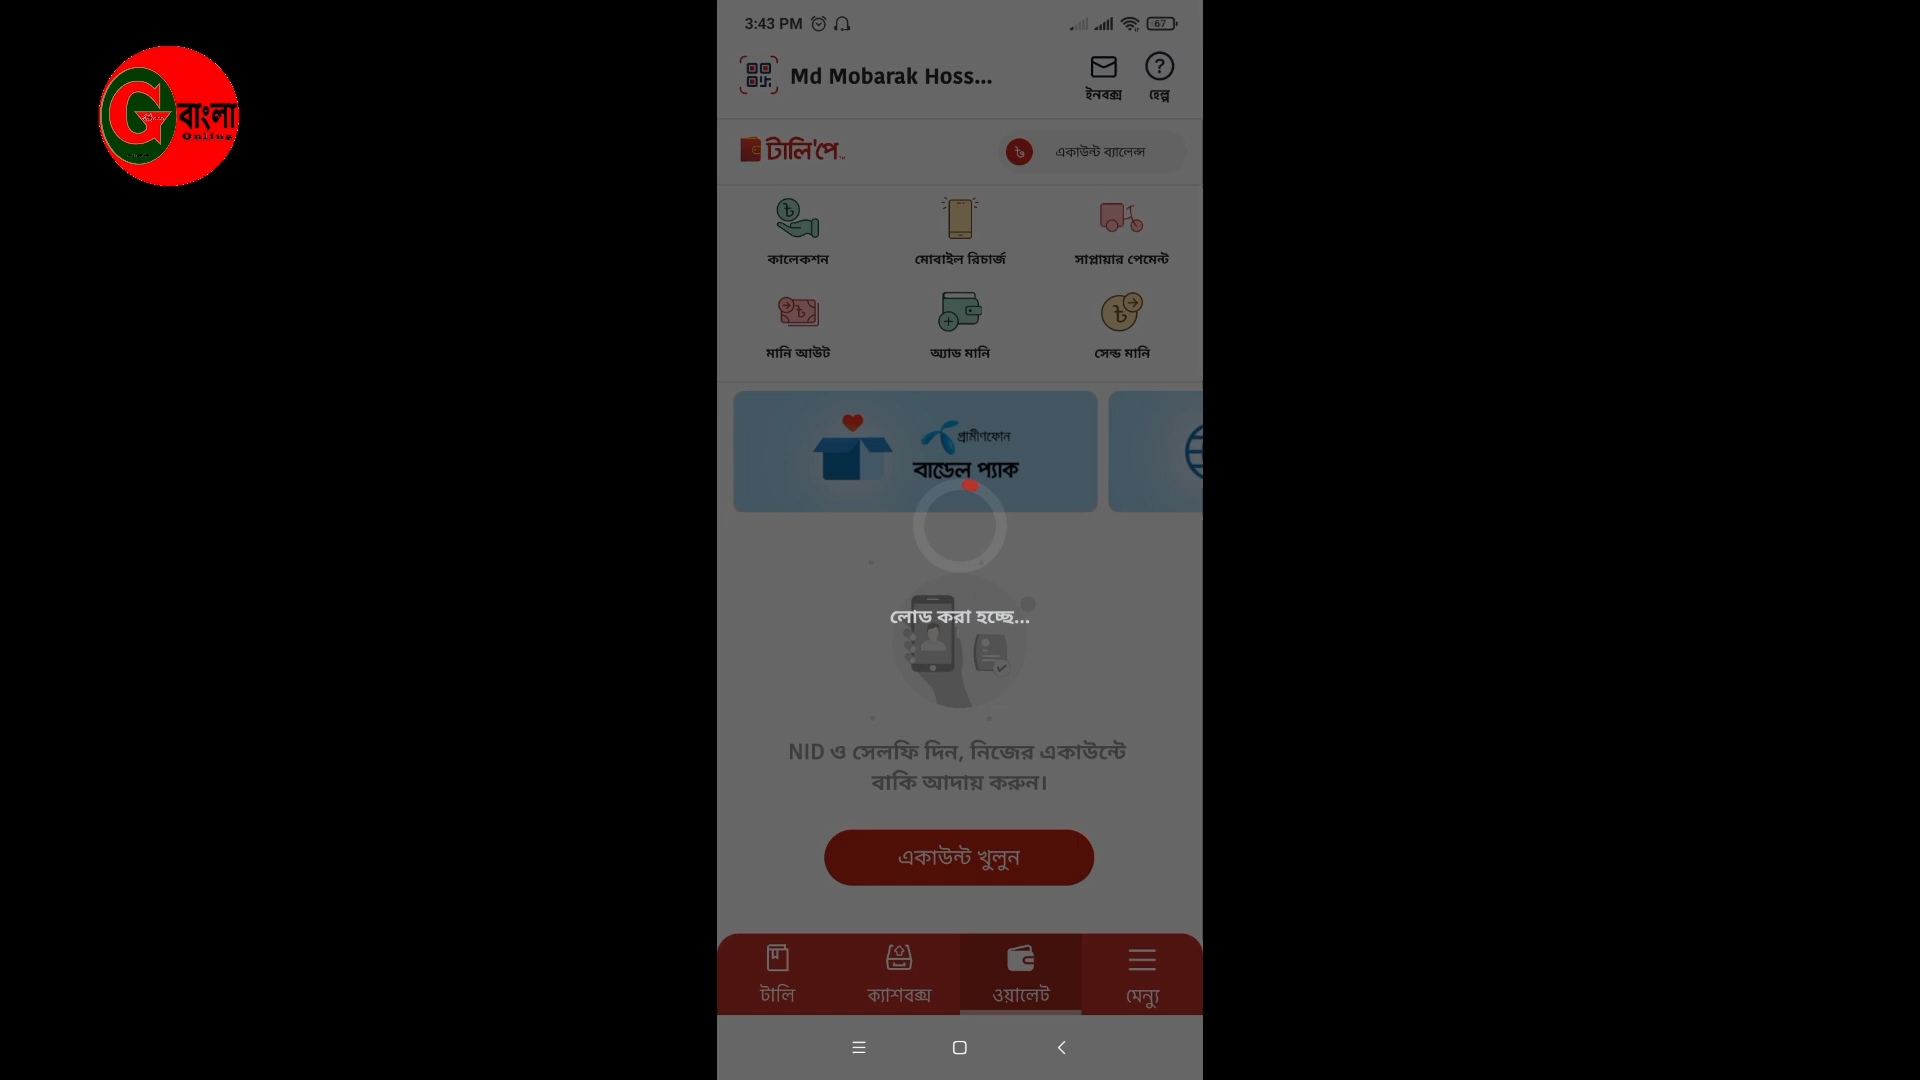 3:43 PM
67
Md Mobarak Hoss...
ইনবক্স
হেল্প
G বাংলা
Online
টালি'পে
একাউন্ট ব্যালেন্স
কালেকশন
মোবাইল রিচার্জ
সাপ্লায়ার পেমেন্ট
মানি আউট
অ্যাড মানি
সেন্ড মানি
গ্রামীণফোন
বান্ডেল প্যাক
লোড করা হচ্ছে...
NID ও সেলফি দিন, নিজের একাউন্টে
বাকি আদায় করুন।
একাউন্ট খুলুন
টালি
ক্যাশবক্স
ওয়ালেট
মেন্যু